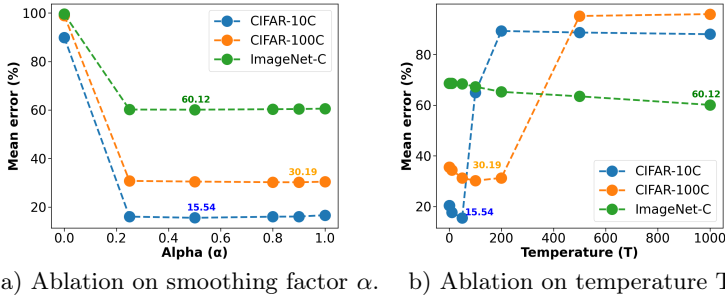 CIFAR-10C
CIFAR-100C
ImageNet-C
Mean error (%)
100
80
60
40
20
60.12
30.19
15.54
0.0 0.2 0.4 0.6 0.8 1.0
Alpha (α)
a) Ablation on smoothing factor α.
Mean error (%)
80
60
40
20
60.12
30.19
15.54
CIFAR-10C
CIFAR-100C
ImageNet-C
0 200 400 600 800 1000
Temperature (T)
b) Ablation on temperature T